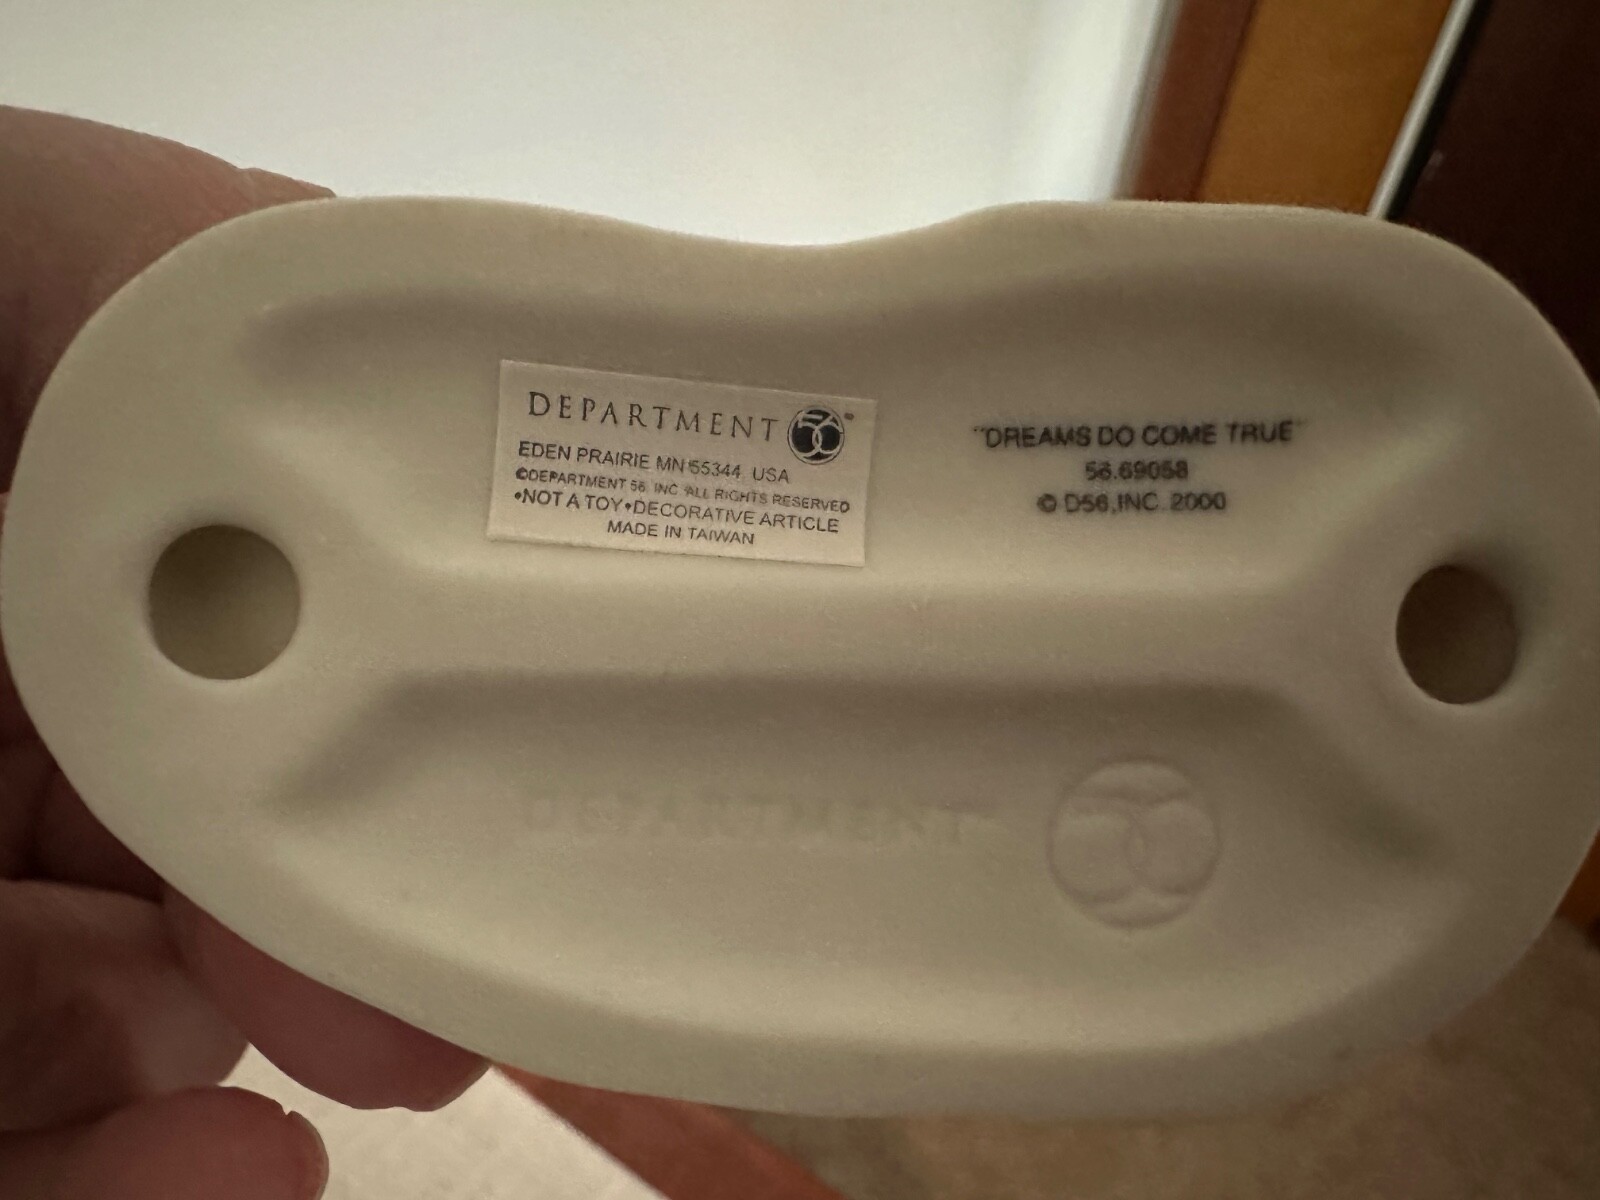 DEPARTMENT 56™
EDEN PRAIRIE MN 55344, USA
©DEPARTMENT 56, INC. ALL RIGHTS RESERVED
•NOT A TOY•DECORATIVE ARTICLE
MADE IN TAIWAN
"DREAMS DO COME TRUE"
56.69058
© D56,INC. 2000
DEPARTMENT 56